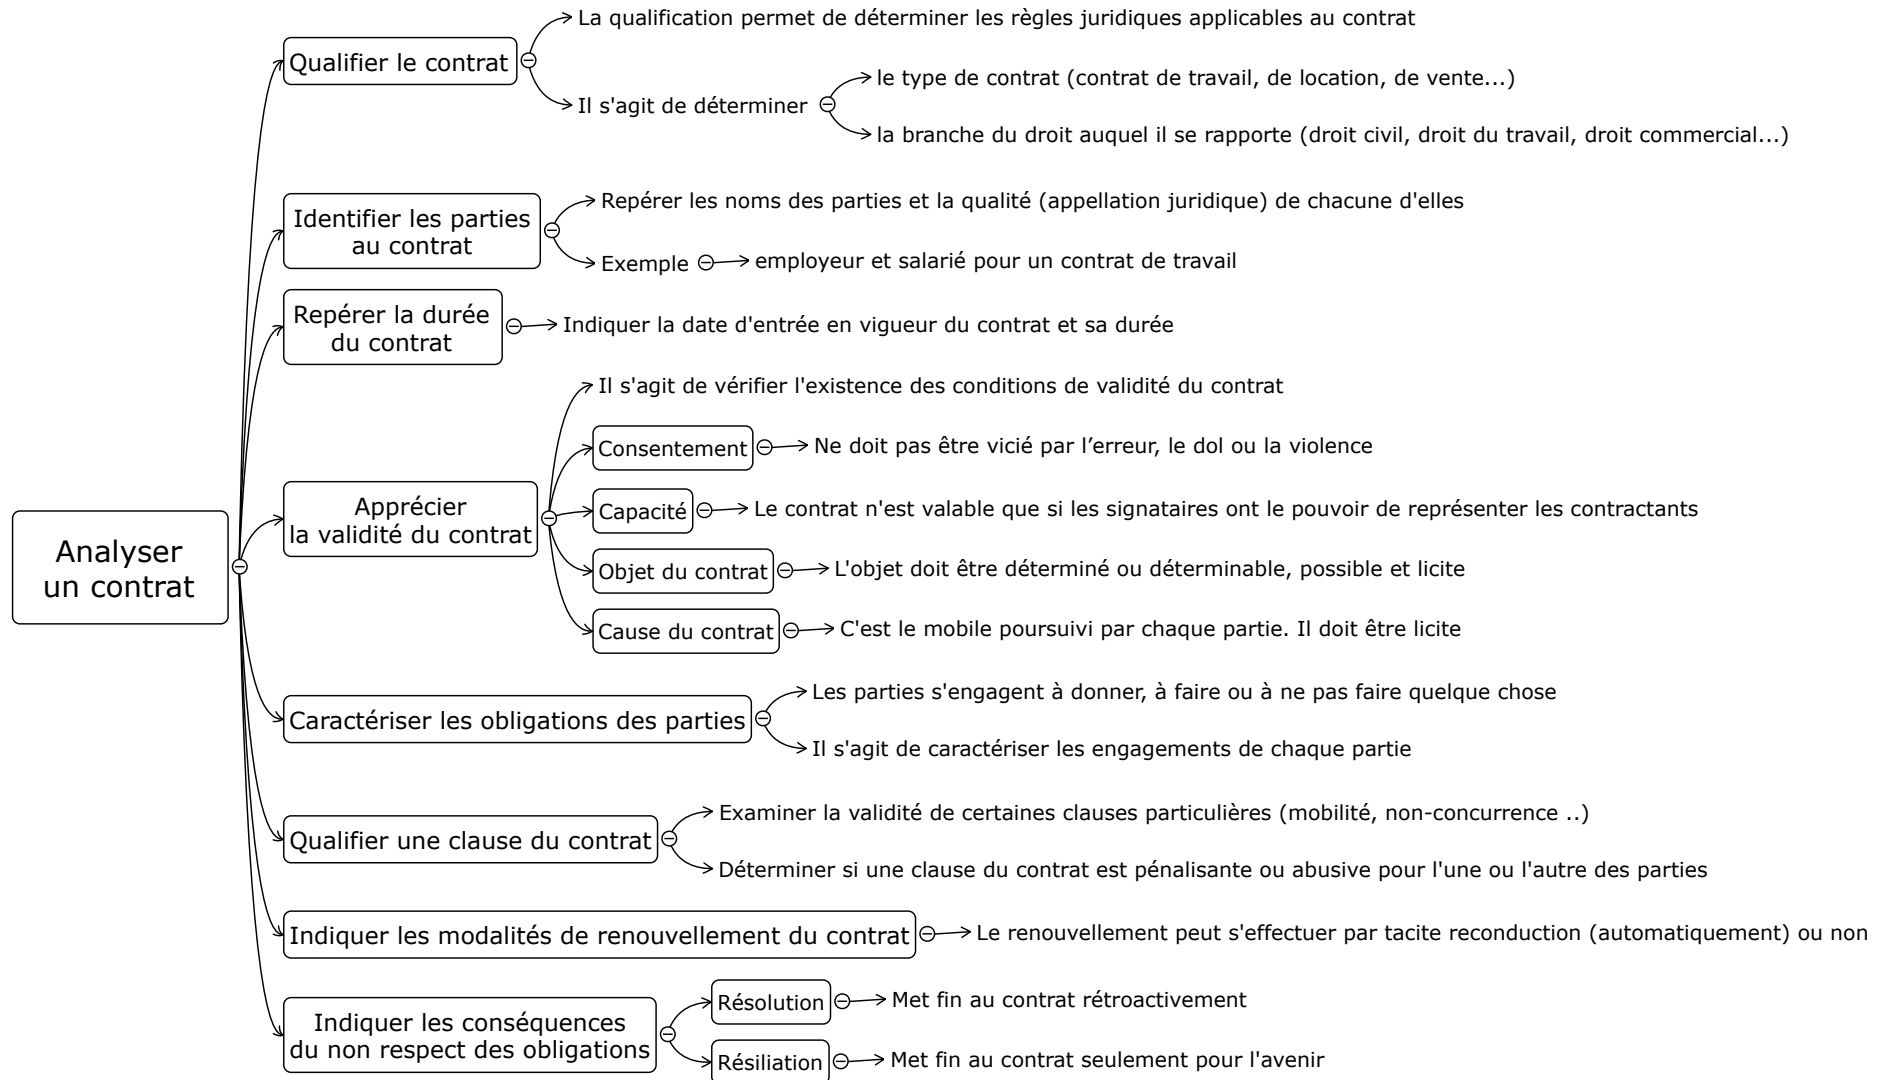 Analyser
un contrat
Qualifier le contrat
La qualification permet de déterminer les règles juridiques applicables au contrat
Il s'agit de déterminer
le type de contrat (contrat de travail, de location, de vente...)
la branche du droit auquel il se rapporte (droit civil, droit du travail, droit commercial...)
Identifier les parties
au contrat
Repérer les noms des parties et la qualité (appellation juridique) de chacune d'elles
Exemple
employeur et salarié pour un contrat de travail
Repérer la durée
du contrat
Indiquer la date d'entrée en vigueur du contrat et sa durée
Apprécier
la validité du contrat
Il s'agit de vérifier l'existence des conditions de validité du contrat
Consentement
Ne doit pas être vicié par l’erreur, le dol ou la violence
Capacité
Le contrat n'est valable que si les signataires ont le pouvoir de représenter les contractants
Objet du contrat
L'objet doit être déterminé ou déterminable, possible et licite
Cause du contrat
C'est le mobile poursuivi par chaque partie. Il doit être licite
Caractériser les obligations des parties
Les parties s'engagent à donner, à faire ou à ne pas faire quelque chose
Il s'agit de caractériser les engagements de chaque partie
Qualifier une clause du contrat
Examiner la validité de certaines clauses particulières (mobilité, non-concurrence ..)
Déterminer si une clause du contrat est pénalisante ou abusive pour l'une ou l'autre des parties
Indiquer les modalités de renouvellement du contrat
Le renouvellement peut s'effectuer par tacite reconduction (automatiquement) ou non
Indiquer les conséquences
du non respect des obligations
Résolution
Met fin au contrat rétroactivement
Résiliation
Met fin au contrat seulement pour l'avenir